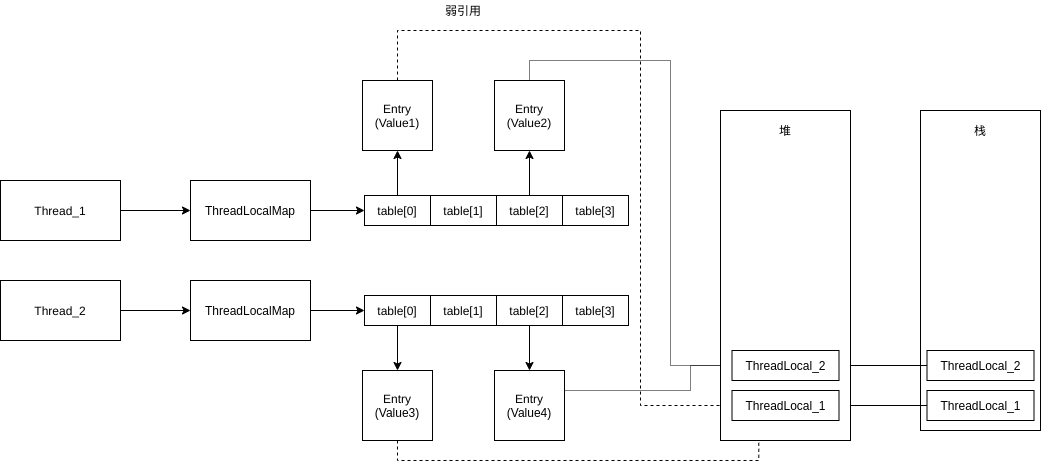 弱引用
Entry
(Value1)
Entry
(Value2)
堆
栈
Thread_1
ThreadLocalMap
table[0]
table[1]
table[2]
table[3]
Thread_2
ThreadLocalMap
table[0]
table[1]
table[2]
table[3]
ThreadLocal_2
ThreadLocal_2
Entry
(Value3)
Entry
(Value4)
ThreadLocal_1
ThreadLocal_1